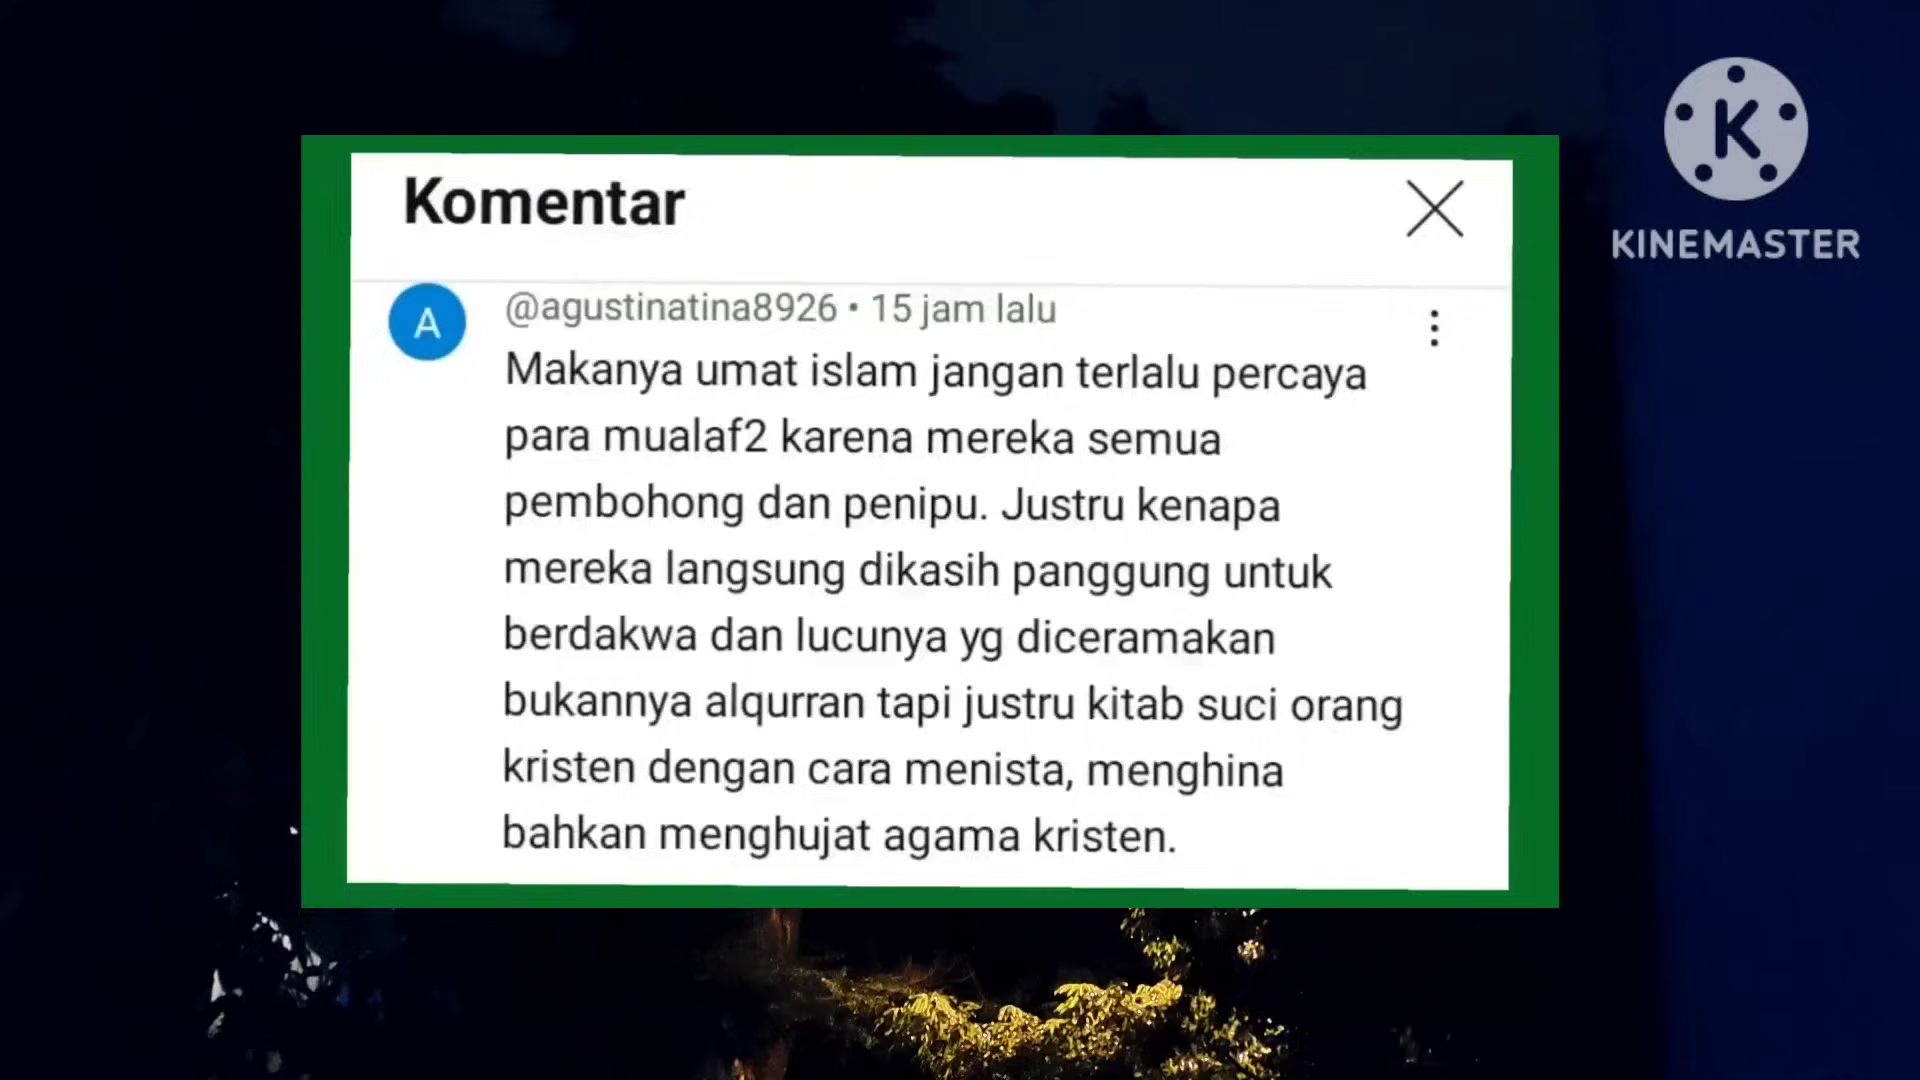 Komentar
@agustinatina8926 • 15 jam lalu
A
Makanya umat islam jangan terlalu percaya
para mualaf2 karena mereka semua
pembohong dan penipu. Justru kenapa
mereka langsung dikasih panggung untuk
berdakwa dan lucunya yg diceramakan
bukannya alqurran tapi justru kitab suci orang
kristen dengan cara menista, menghina
bahkan menghujat agama kristen.
K
KINEMASTER